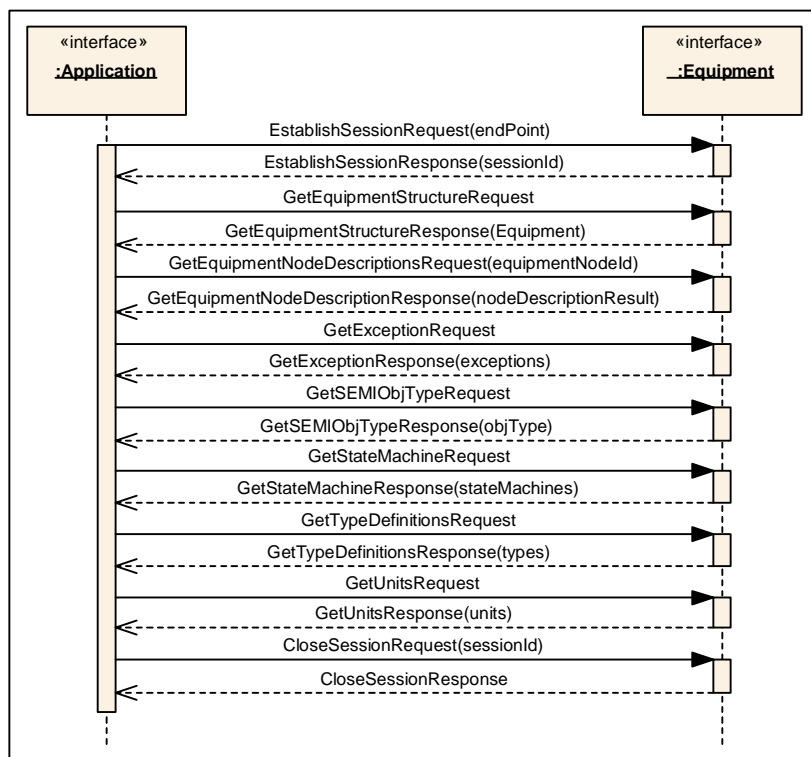 «interface»
:Application
«interface»
:Equipment
EstablishSessionRequest(endPoint)
EstablishSessionResponse(sessionId)
GetEquipmentStructureRequest
GetEquipmentStructureResponse(Equipment)
GetEquipmentNodeDescriptionsRequest(equipmentNodeId)
GetEquipmentNodeDescriptionResponse(nodeDescriptionResult)
GetExceptionRequest
GetExceptionResponse(exceptions)
GetSEMIObjTypeRequest
GetSEMIObjTypeResponse(objType)
GetStateMachineRequest
GetStateMachineResponse(stateMachines)
GetTypeDefinitionsRequest
GetTypeDefinitionsResponse(types)
GetUnitsRequest
GetUnitsResponse(units)
CloseSessionRequest(sessionId)
CloseSessionResponse